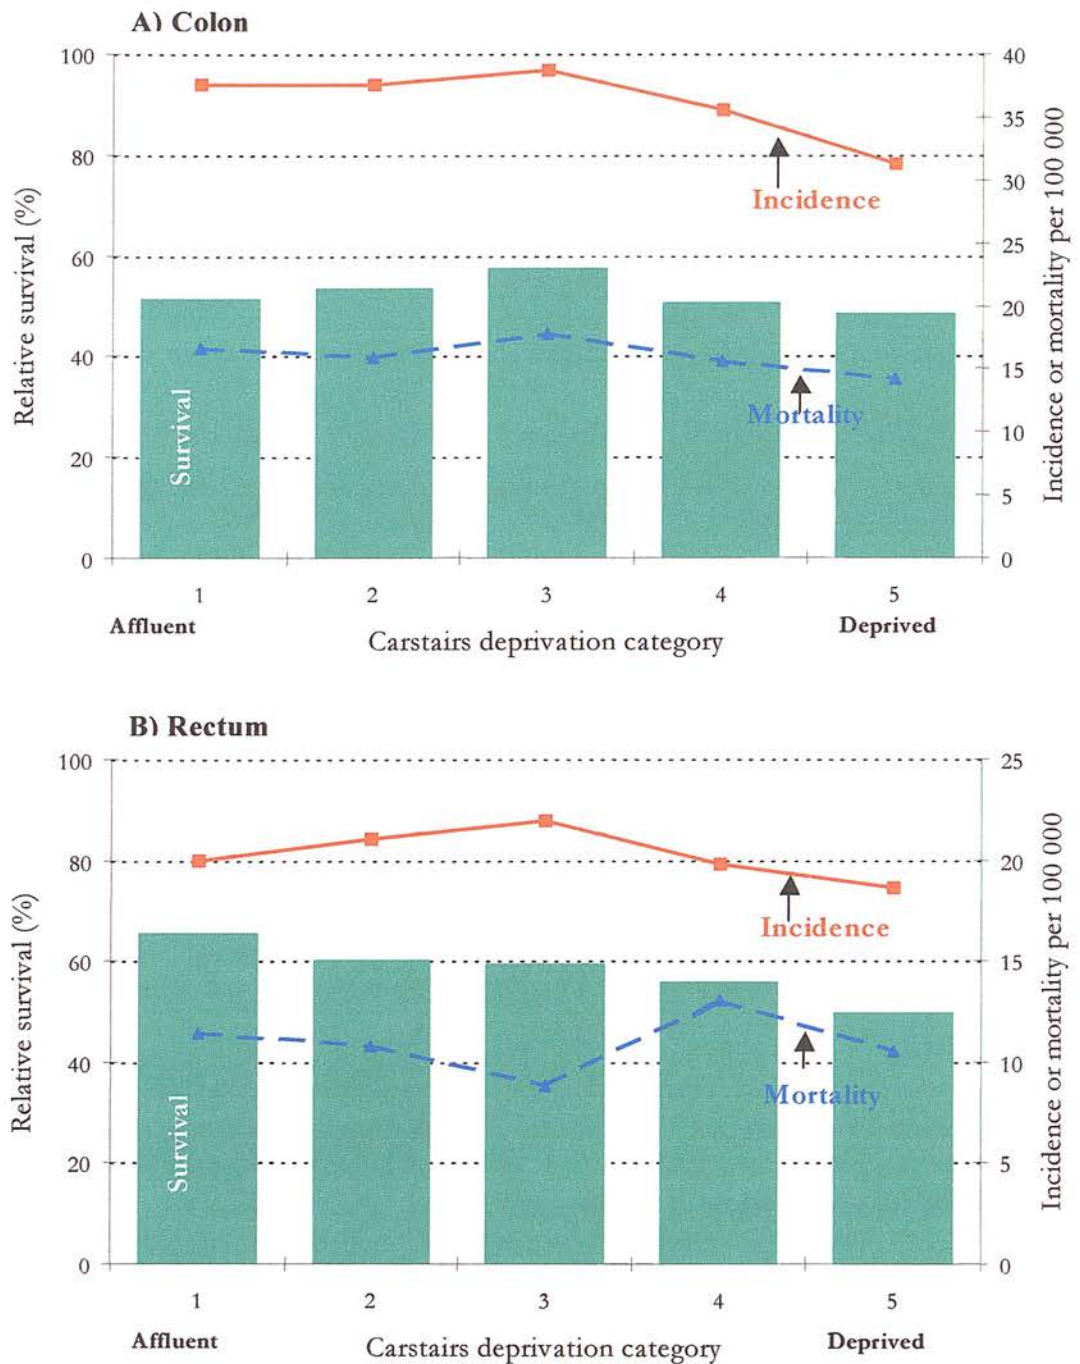 A) Colon
100
80
60
40
20
0
Relative survival (%)
40
35
30
25
20
15
10
5
0
Incidence or mortality per 100 000
Incidence
Mortality
Survival
1 2 3 4 5
Affluent Deprived
Carstairs deprivation category
B) Rectum
100
80
60
40
20
0
Relative survival (%)
25
20
15
10
5
0
Incidence or mortality per 100 000
Incidence
Mortality
Survival
1 2 3 4 5
Affluent Deprived
Carstairs deprivation category